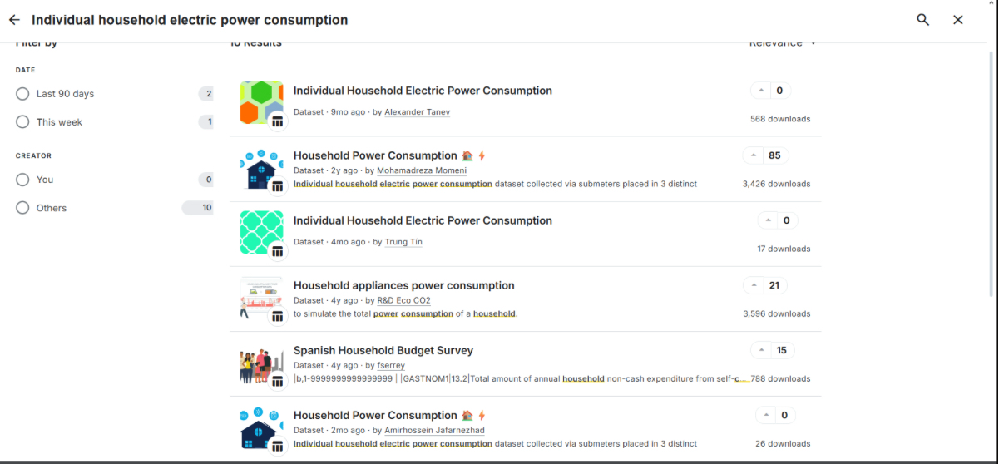 Individual household electric power consumption
Filter by
10 Results
Relevance
DATE
Last 90 days 2
This week 1
CREATOR
You 0
Others 10
Individual Household Electric Power Consumption
0
Dataset · 9mo ago · by Alexander Tanev
568 downloads
Household Power Consumption 🏠⚡
85
Dataset · 2y ago · by Mohamadreza Momeni
Individual household electric power consumption dataset collected via submeters placed in 3 distinct
3,426 downloads
Individual Household Electric Power Consumption
0
Dataset · 4mo ago · by Trung Tín
17 downloads
Household appliances power consumption
21
Dataset · 4y ago · by R&D Eco CO2
to simulate the total power consumption of a household.
3,596 downloads
Spanish Household Budget Survey
15
Dataset · 4y ago · by fserrey
|b,1-9999999999999999 | |GASTNOM1|13.2|Total amount of annual household non-cash expenditure from self-c...
788 downloads
Household Power Consumption 🏠⚡
0
Dataset · 2mo ago · by Amirhossein Jafarnezhad
Individual household electric power consumption dataset collected via submeters placed in 3 distinct
26 downloads